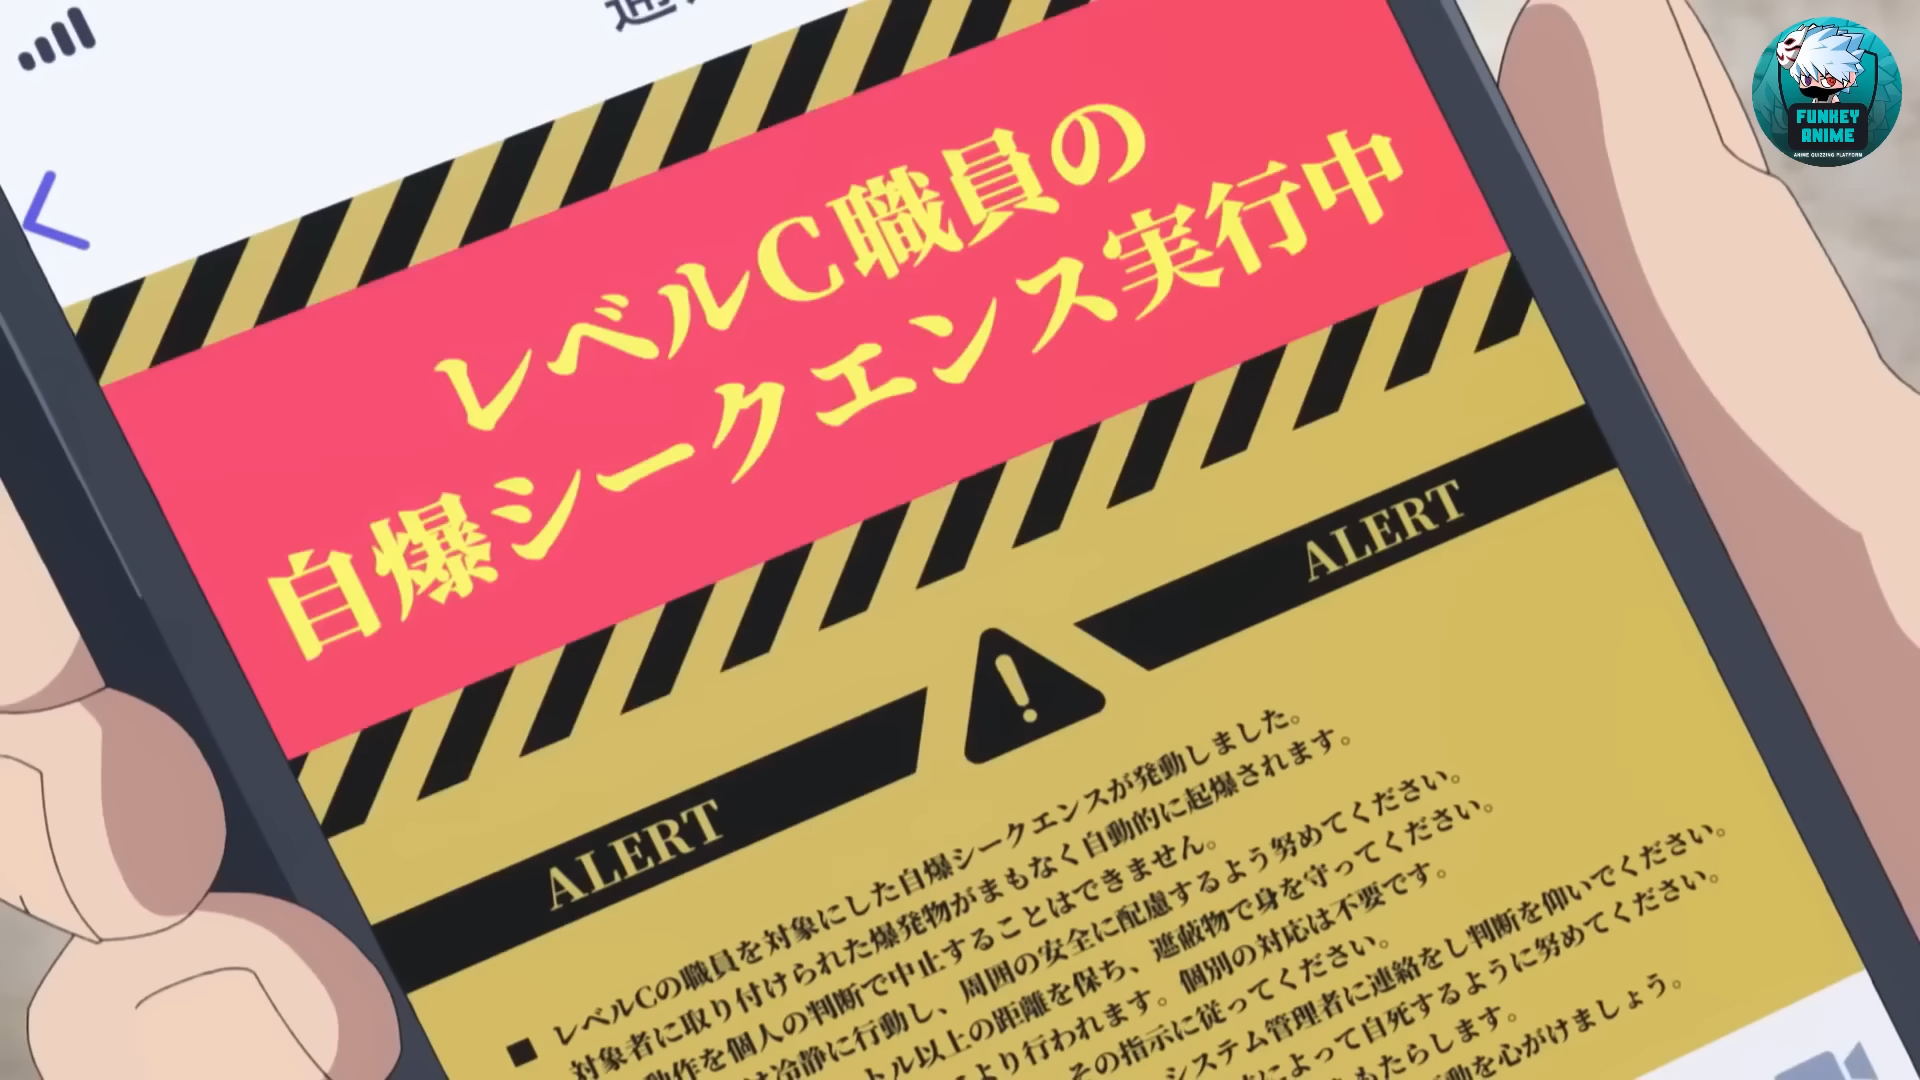 通
FUNKEY
ANIME
ANIME QUIZZING PLATFORM
レベルC職員の
自爆シークエンス実行中
ALERT
ALERT
■ レベルCの職員を対象にした自爆シークエンスが発動しました。
対象者に取り付けられた爆発物がまもなく自動的に起爆されます。
動作を個人の判断で中止することはできません。
冷静に行動し、周囲の安全に配慮するよう努めてください。
トル以上の距離を保ち、遮蔽物で身を守ってください。
より行われます。個別の対応は不要です。
その指示に従ってください。
システム管理者に連絡をし判断を仰いでください。
によって自死するように努めてください。
もたらします。
動を心がけましょう。